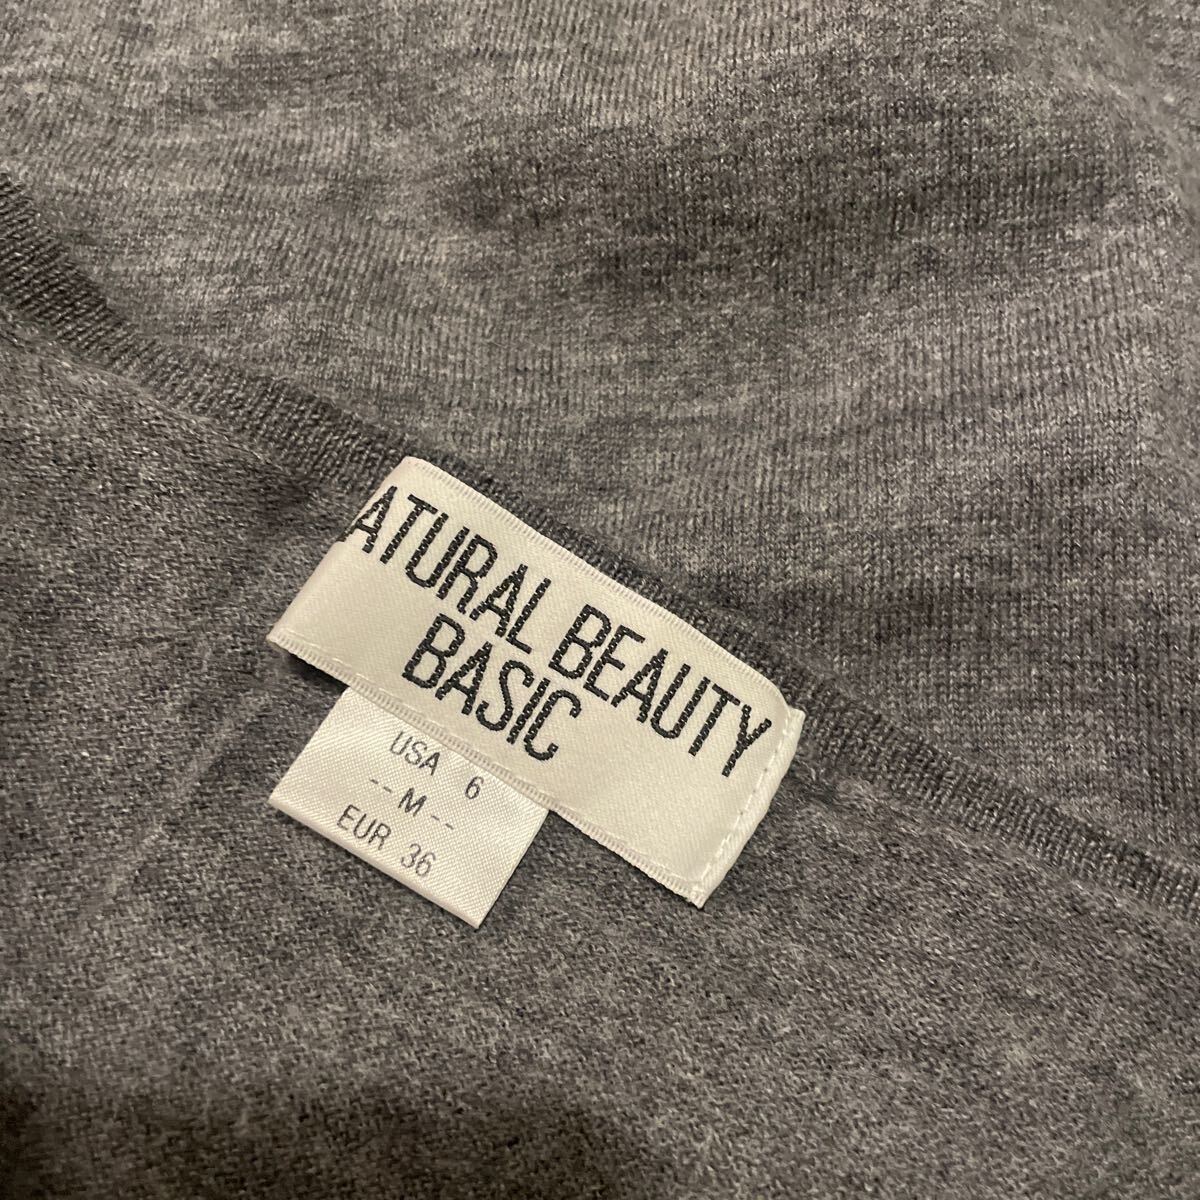 ATURAL BEAUTY
BASIC
USA 6
--M--
EUR 36